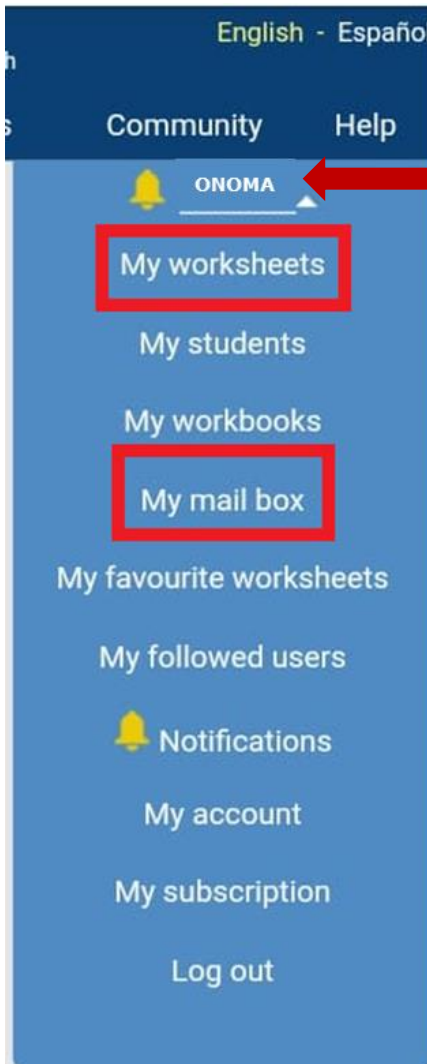 English - Españo
h
s Community Help
ONOMA
My worksheets
My students
My workbooks
My mail box
My favourite worksheets
My followed users
Notifications
My account
My subscription
Log out